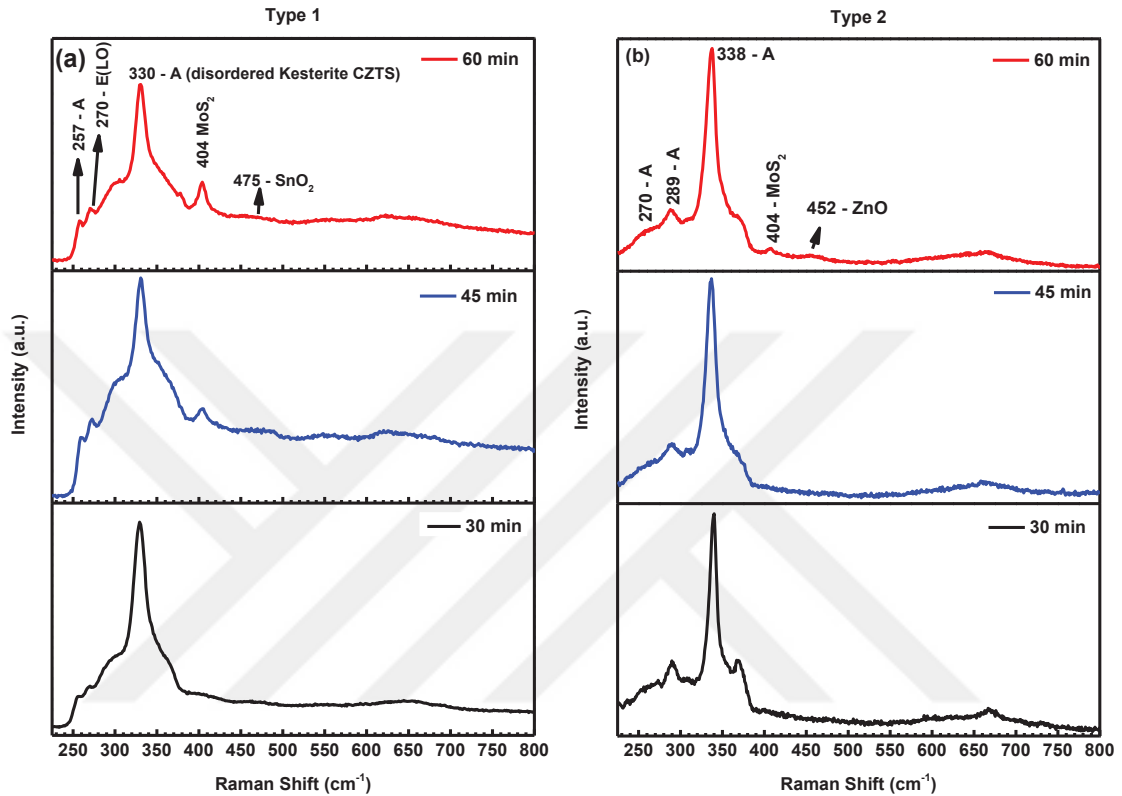 Type 1
(a)
60 min
257 - A
270 - E(LO)
330 - A (disordered Kesterite CZTS)
404 MoS₂
475 - SnO₂
45 min
30 min
Intensity (a.u.)
250 300 350 400 450 500 550 600 650 700 750 800
Raman Shift (cm⁻¹)
Type 2
(b)
60 min
338 - A
270 - A
289 - A
404 - MoS₂
452 - ZnO
45 min
30 min
Intensity (a.u.)
250 300 350 400 450 500 550 600 650 700 750 800
Raman Shift (cm⁻¹)